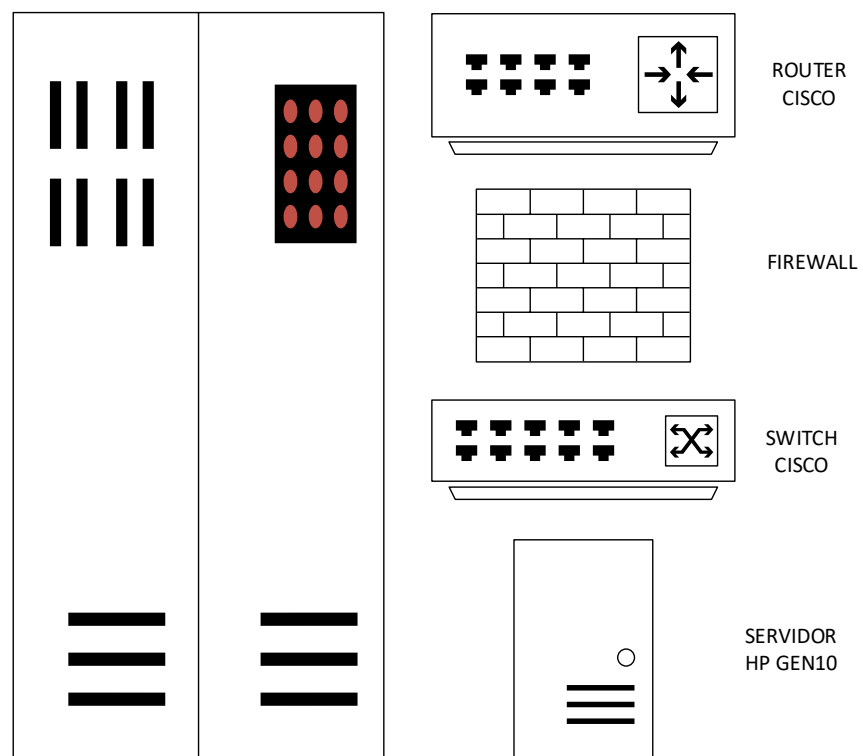 ROUTER
CISCO
FIREWALL
SWITCH
CISCO
SERVIDOR
HP GEN10